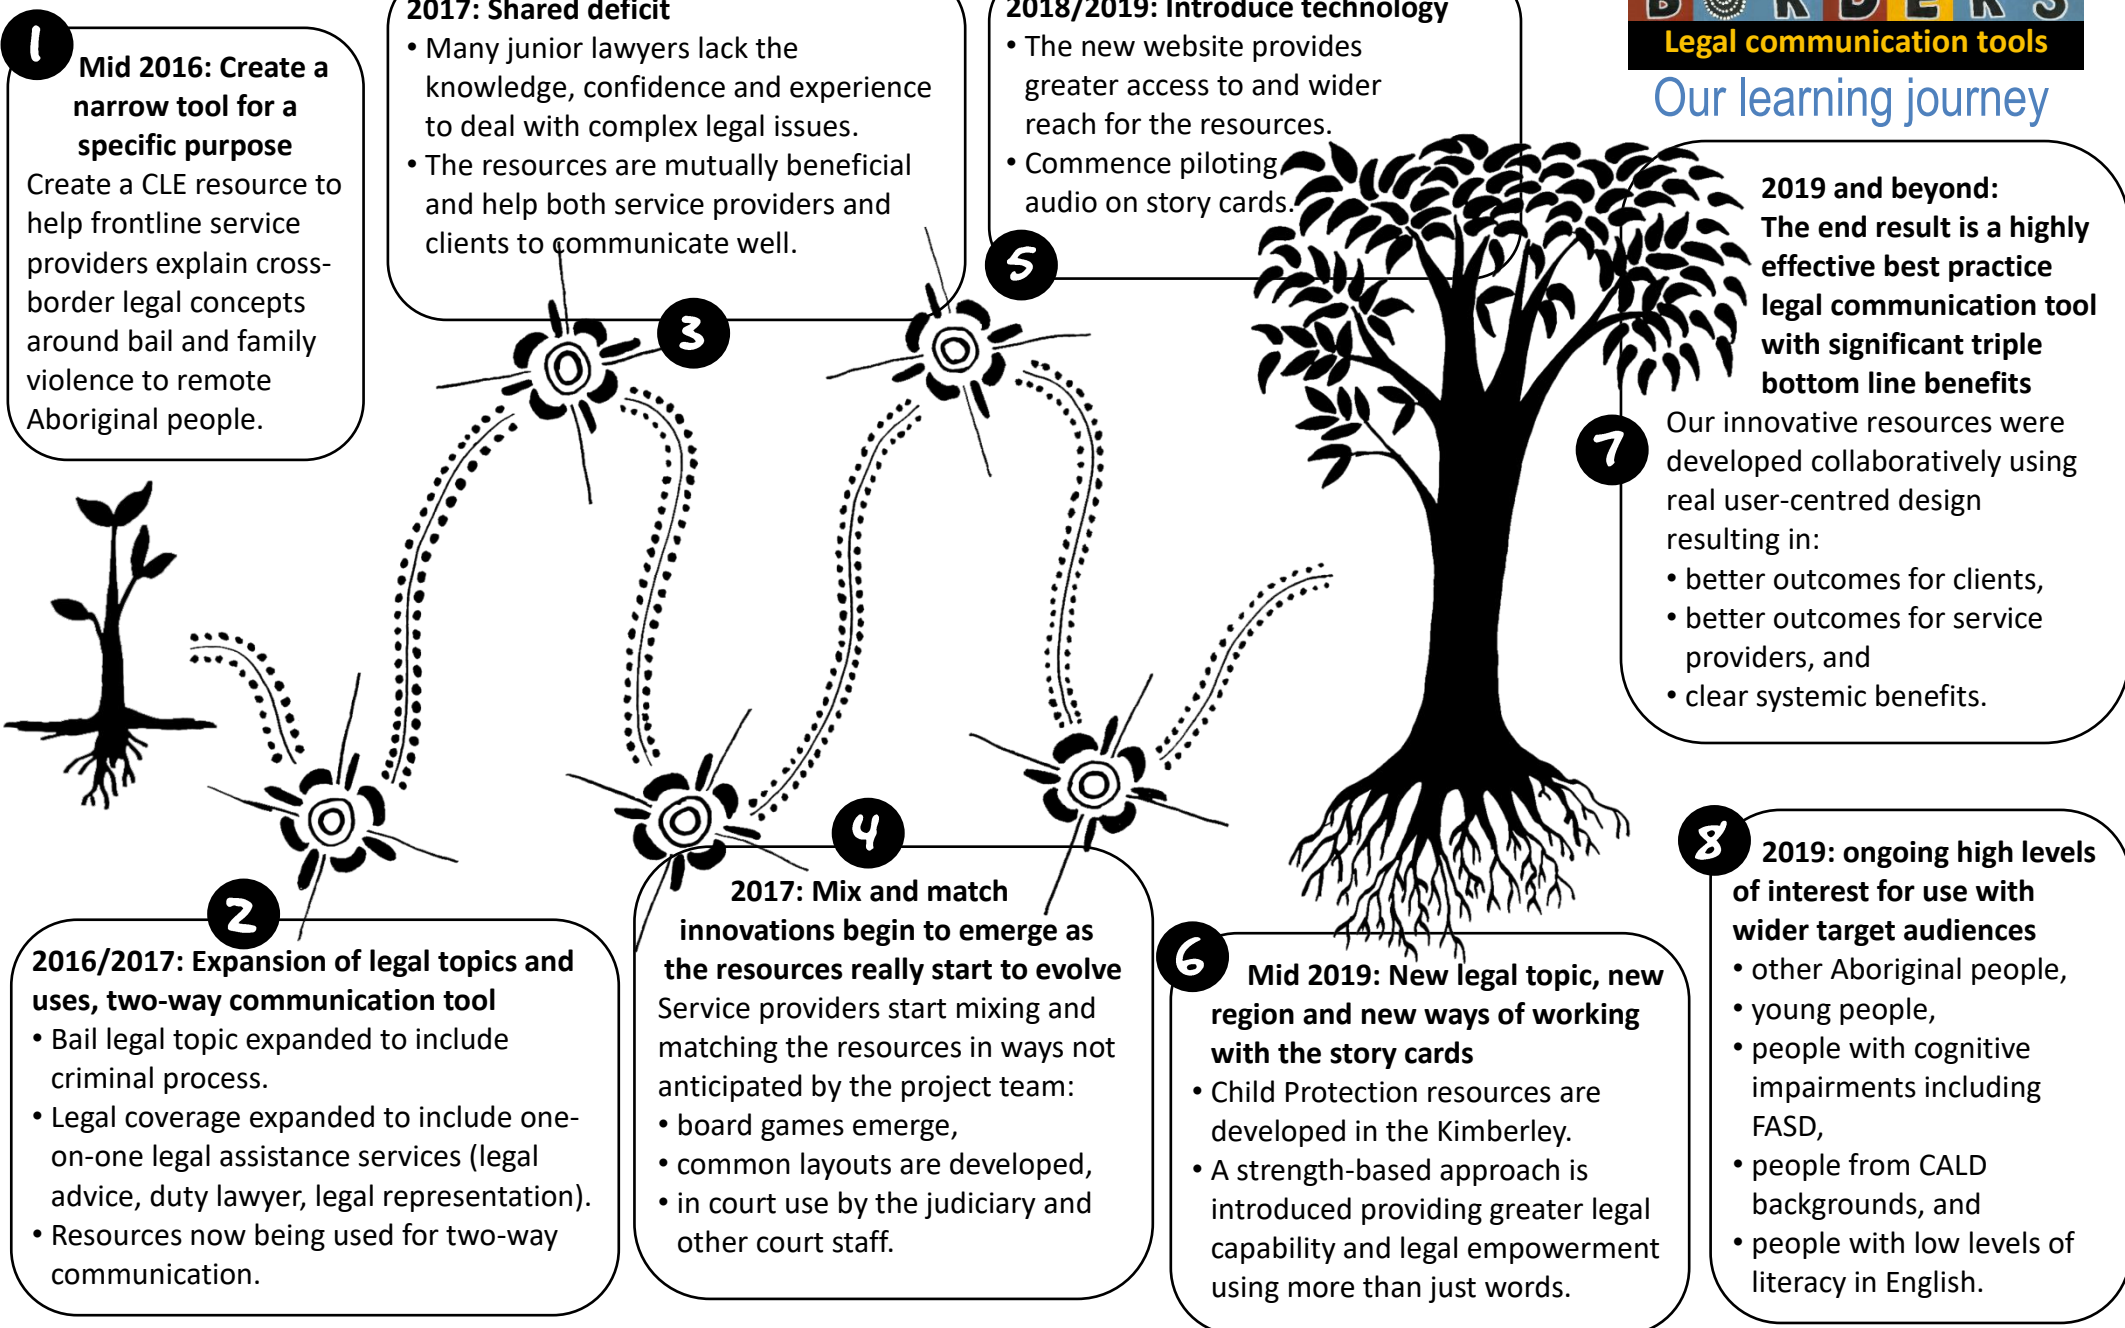 1
Mid 2016: Create a
narrow tool for a
specific purpose
Create a CLE resource to
help frontline service
providers explain cross-
border legal concepts
around bail and family
violence to remote
Aboriginal people.
2
2016/2017: Expansion of legal topics and
uses, two-way communication tool
• Bail legal topic expanded to include
criminal process.
• Legal coverage expanded to include one-
on-one legal assistance services (legal
advice, duty lawyer, legal representation).
• Resources now being used for two-way
communication.
2017: Shared deficit
• Many junior lawyers lack the
knowledge, confidence and experience
to deal with complex legal issues.
• The resources are mutually beneficial
and help both service providers and
clients to communicate well.
3
4
2017: Mix and match
innovations begin to emerge as
the resources really start to evolve
Service providers start mixing and
matching the resources in ways not
anticipated by the project team:
• board games emerge,
• common layouts are developed,
• in court use by the judiciary and
other court staff.
2018/2019: Introduce technology
• The new website provides
greater access to and wider
reach for the resources.
• Commence piloting
audio on story cards.
5
6
Mid 2019: New legal topic, new
region and new ways of working
with the story cards
• Child Protection resources are
developed in the Kimberley.
• A strength-based approach is
introduced providing greater legal
capability and legal empowerment
using more than just words.
BORDERS
Legal communication tools
Our learning journey
7
2019 and beyond:
The end result is a highly
effective best practice
legal communication tool
with significant triple
bottom line benefits
Our innovative resources were
developed collaboratively using
real user-centred design
resulting in:
• better outcomes for clients,
• better outcomes for service
providers, and
• clear systemic benefits.
8
2019: ongoing high levels
of interest for use with
wider target audiences
• other Aboriginal people,
• young people,
• people with cognitive
impairments including
FASD,
• people from CALD
backgrounds, and
• people with low levels of
literacy in English.